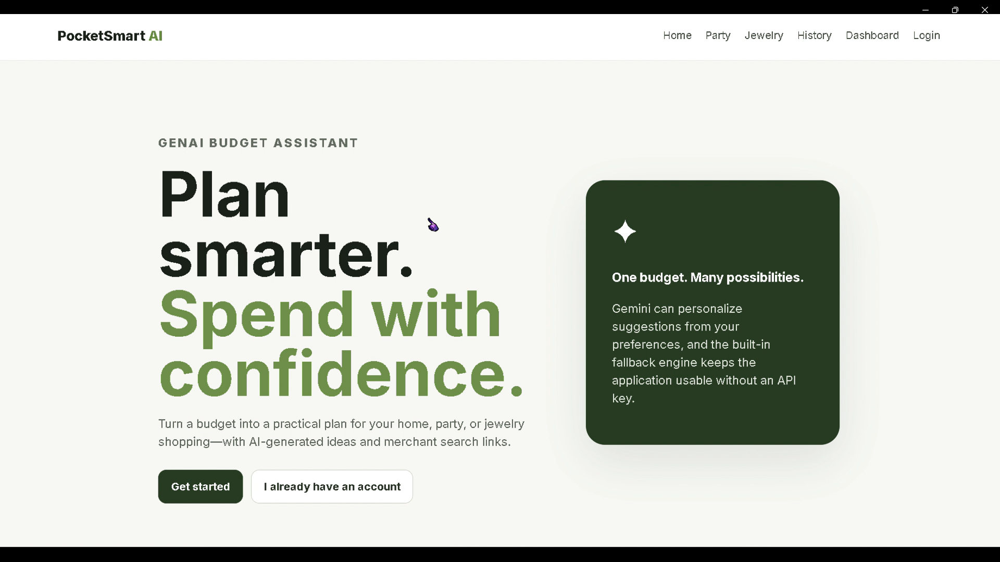 PocketSmart AI
Home Party Jewelry History Dashboard Login
GENAI BUDGET ASSISTANT
Plan
smarter.
Spend with
confidence.
Turn a budget into a practical plan for your home, party, or jewelry
shopping—with AI-generated ideas and merchant search links.
Get started
I already have an account
One budget. Many possibilities.
Gemini can personalize
suggestions from your
preferences, and the built-in
fallback engine keeps the
application usable without an API
key.